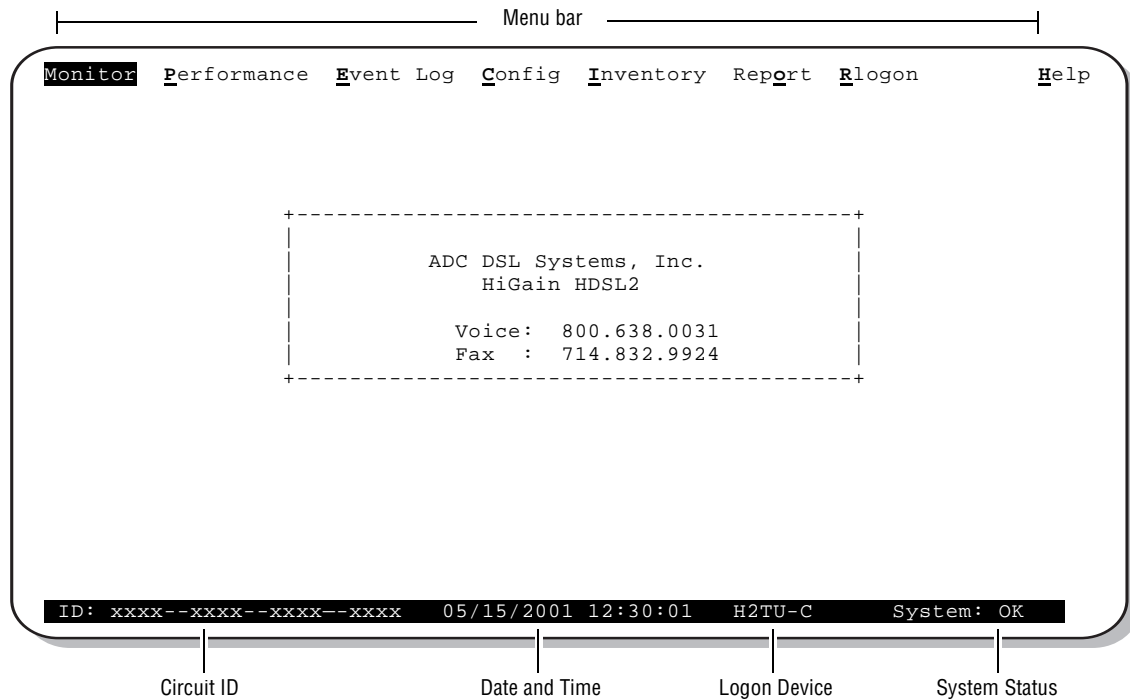 Menu bar
Monitor Performance Event Log Config Inventory Report Rlogon Help
ADC DSL Systems, Inc.
HiGain HDSL2
Voice: 800.638.0031
Fax : 714.832.9924
ID: xxxx--xxxx--xxxx--xxxx 05/15/2001 12:30:01 H2TU-C System: OK
Circuit ID Date and Time Logon Device System Status